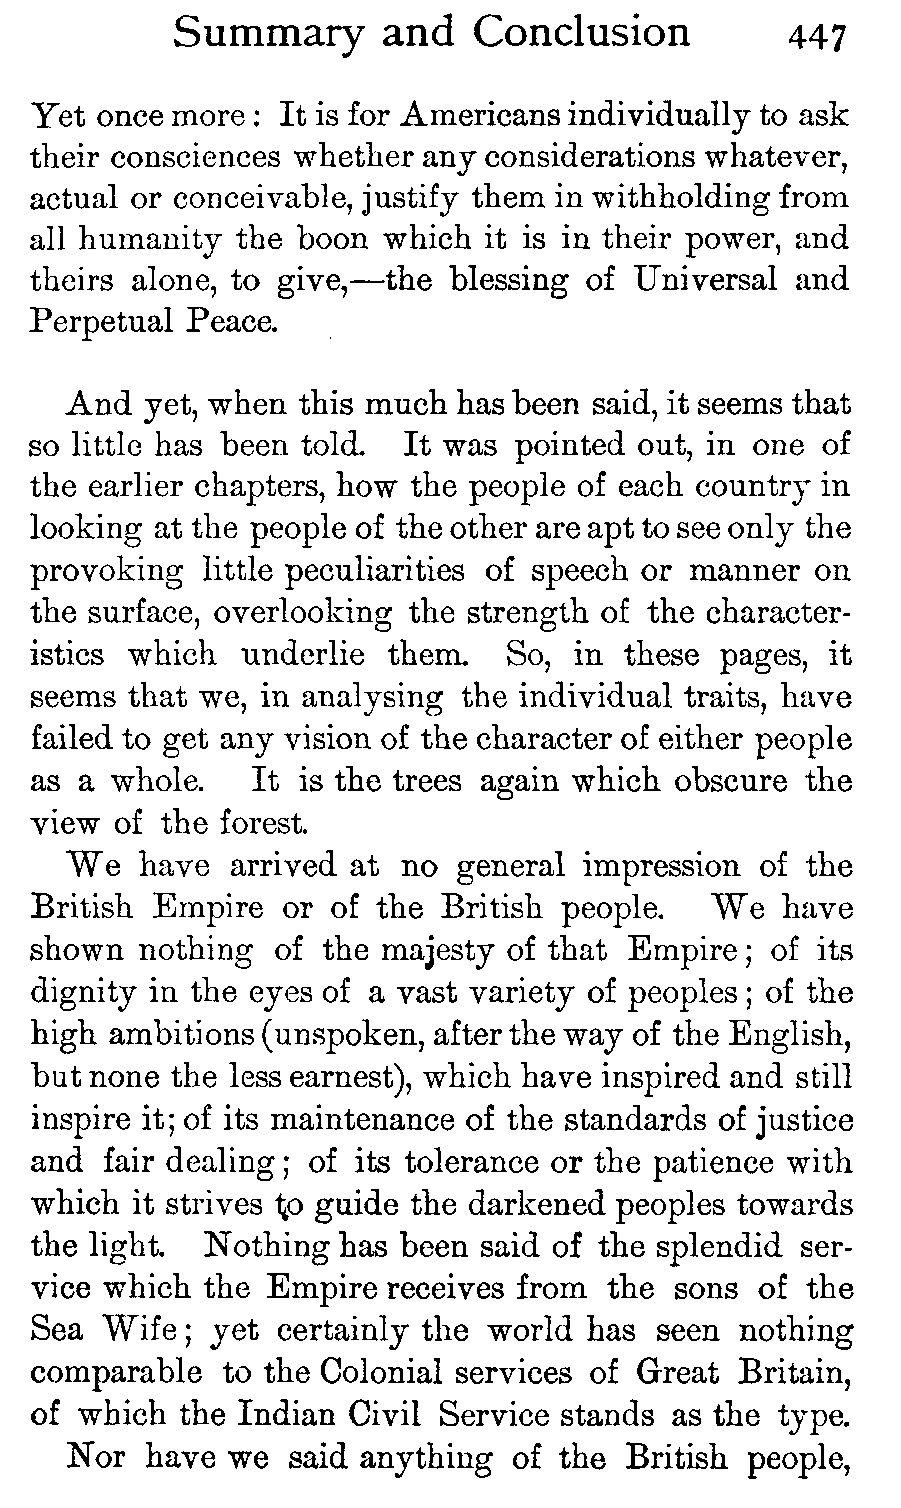 Summary and Conclusion 447
Yet once more: It is for Americans individually to ask
their consciences whether any considerations whatever,
actual or conceivable, justify them in withholding from
all humanity the boon which it is in their power, and
theirs alone, to give,—the blessing of Universal and
Perpetual Peace.
And yet, when this much has been said, it seems that
so little has been told. It was pointed out, in one of
the earlier chapters, how the people of each country in
looking at the people of the other are apt to see only the
provoking little peculiarities of speech or manner on
the surface, overlooking the strength of the character-
istics which underlie them. So, in these pages, it
seems that we, in analysing the individual traits, have
failed to get any vision of the character of either people
as a whole. It is the trees again which obscure the
view of the forest.
We have arrived at no general impression of the
British Empire or of the British people. We have
shown nothing of the majesty of that Empire; of its
dignity in the eyes of a vast variety of peoples; of the
high ambitions (unspoken, after the way of the English,
but none the less earnest), which have inspired and still
inspire it; of its maintenance of the standards of justice
and fair dealing; of its tolerance or the patience with
which it strives to guide the darkened peoples towards
the light. Nothing has been said of the splendid ser-
vice which the Empire receives from the sons of the
Sea Wife; yet certainly the world has seen nothing
comparable to the Colonial services of Great Britain,
of which the Indian Civil Service stands as the type.
Nor have we said anything of the British people,